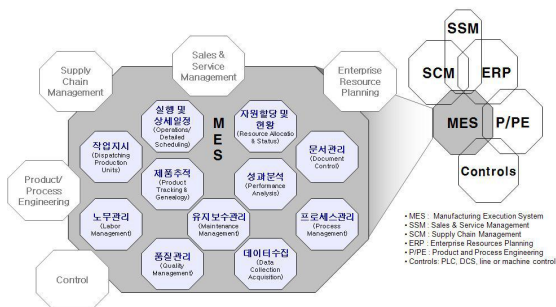 Supply
Chain
Management
Sales &
Service
Management
Enterprise
Resource
Planning
Product/
Process
Engineering
Control
MES
실행 및
상세일정
(Operations/
Detailed
Scheduling)
자원할당 및
현황
(Resource Allocatio
& Status)
작업지시
(Dispatching
Production
Units)
문서관리
(Document
Control)
제품추적
(Product
Tracking &
Genealogy)
성과분석
(Performance
Analysis)
노무관리
(Labor
Management)
유지보수관리
(Maintenance
Management)
프로세스관리
(Process
Management)
품질관리
(Quality
Management)
데이터수집
(Data
Collection
Acquisition)
SSM
SCM
ERP
MES
P/PE
Controls
• MES : Manufacturing Execution System
• SSM : Sales & Service Management
• SCM : Supply Chain Management
• ERP : Enterprise Resources Planning
• P/PE : Product and Process Engineering
• Controls: PLC, DCS, line or machine control